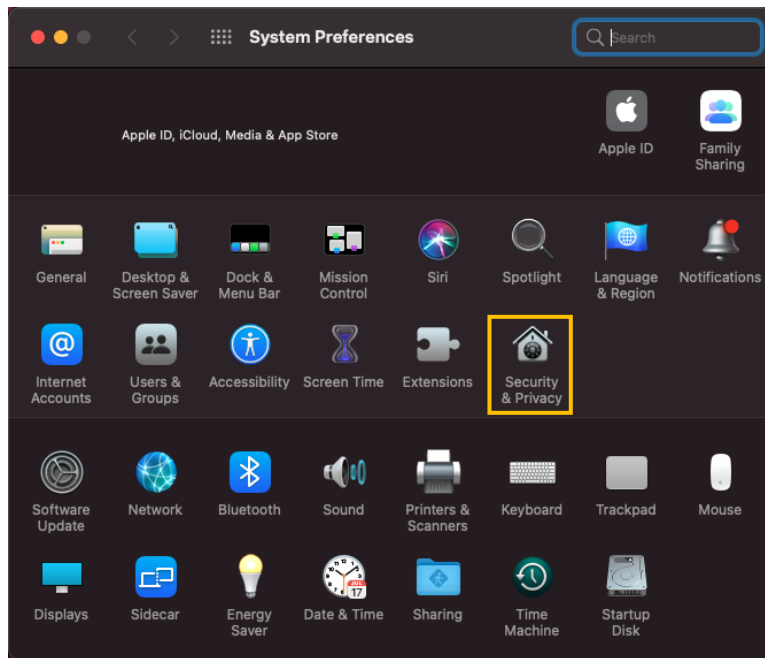 System Preferences
Search
Apple ID, iCloud, Media & App Store
Apple ID
Family
Sharing
General
Desktop &
Screen Saver
Dock &
Menu Bar
Mission
Control
Siri
Spotlight
Language
& Region
Notifications
Internet
Accounts
Users &
Groups
Accessibility
Screen Time
Extensions
Security
& Privacy
Software
Update
Network
Bluetooth
Sound
Printers &
Scanners
Keyboard
Trackpad
Mouse
Displays
Sidecar
Energy
Saver
Date & Time
JUL
17
Sharing
Time
Machine
Startup
Disk